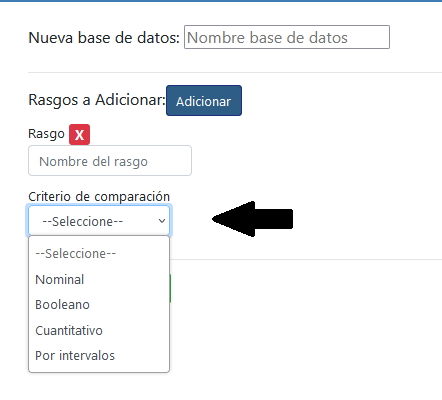 Nueva base de datos: Nombre base de datos
Rasgos a Adicionar: Adicionar
Rasgo X
Nombre del rasgo
Criterio de comparación
--Seleccione--
--Seleccione--
Nominal
Booleano
Cuantitativo
Por intervalos